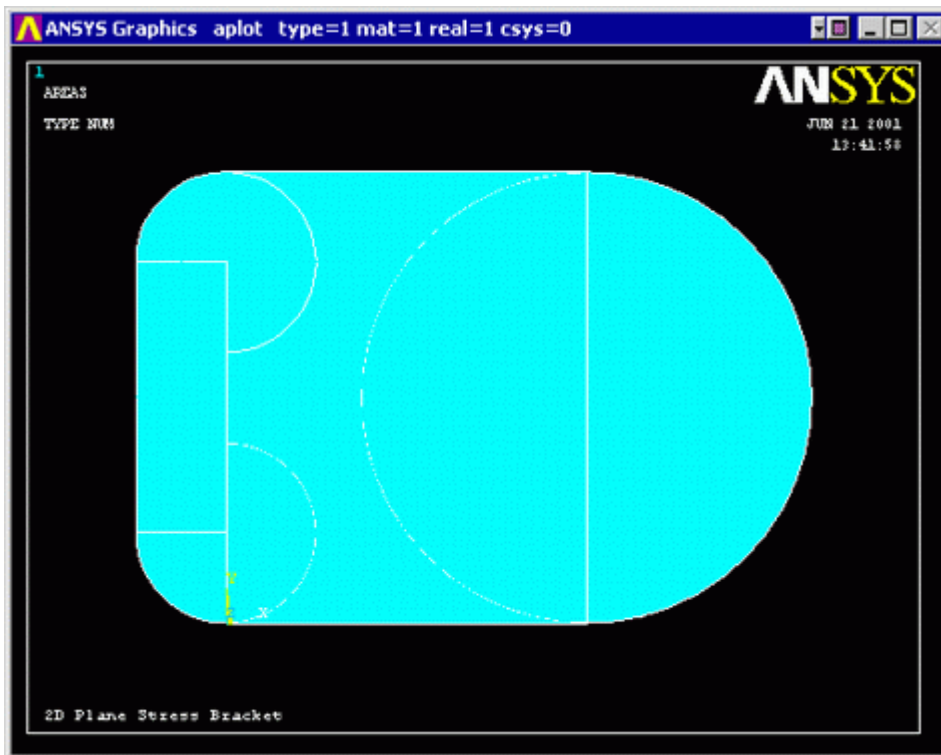 ANSYS Graphics aplot type=1 mat=1 real=1 csys=0
1
AREAS
TYPE NUM
ANSYS
JUN 21 2001
13:41:58
Y
Z X
2D Plane Stress Bracket